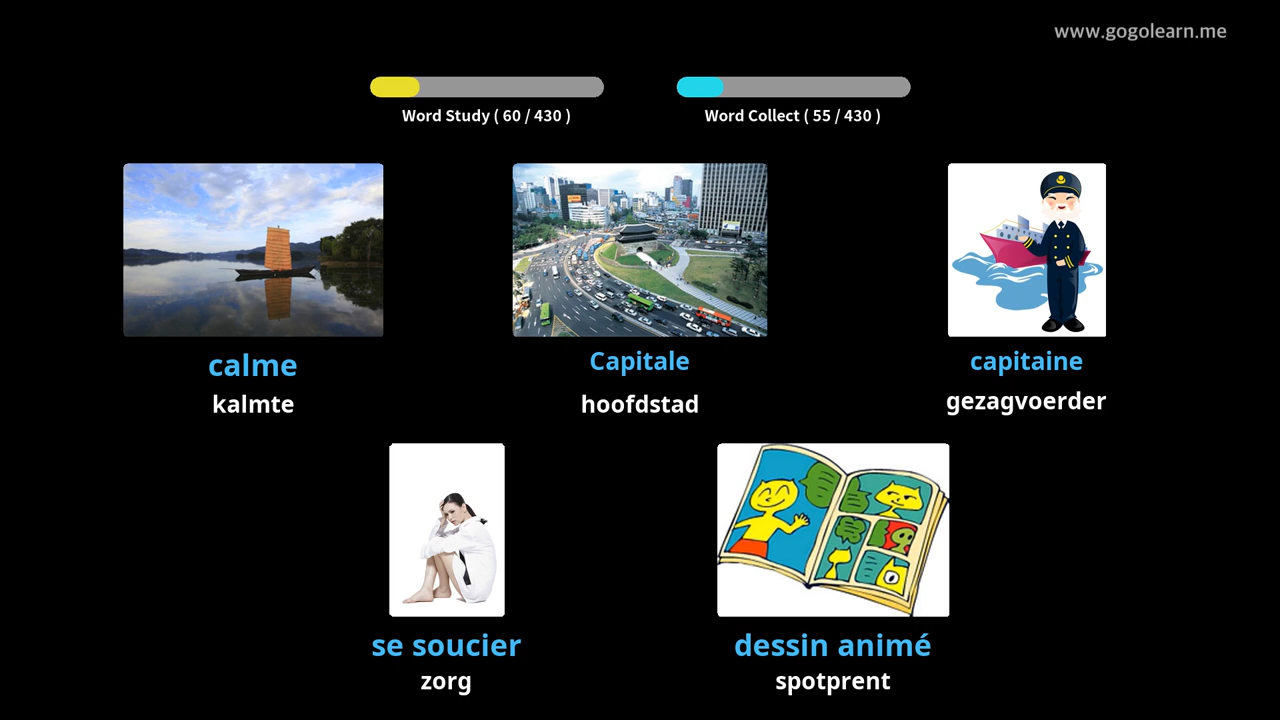 www.gogolearn.me
Word Study ( 60 / 430 )
Word Collect ( 55 / 430 )
calme
kalmte
Capitale
hoofdstad
capitaine
gezagvoerder
se soucier
zorg
dessin animé
spotprent